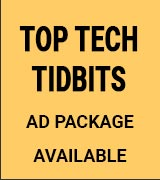 TOP TECH
TIDBITS
AD PACKAGE
AVAILABLE